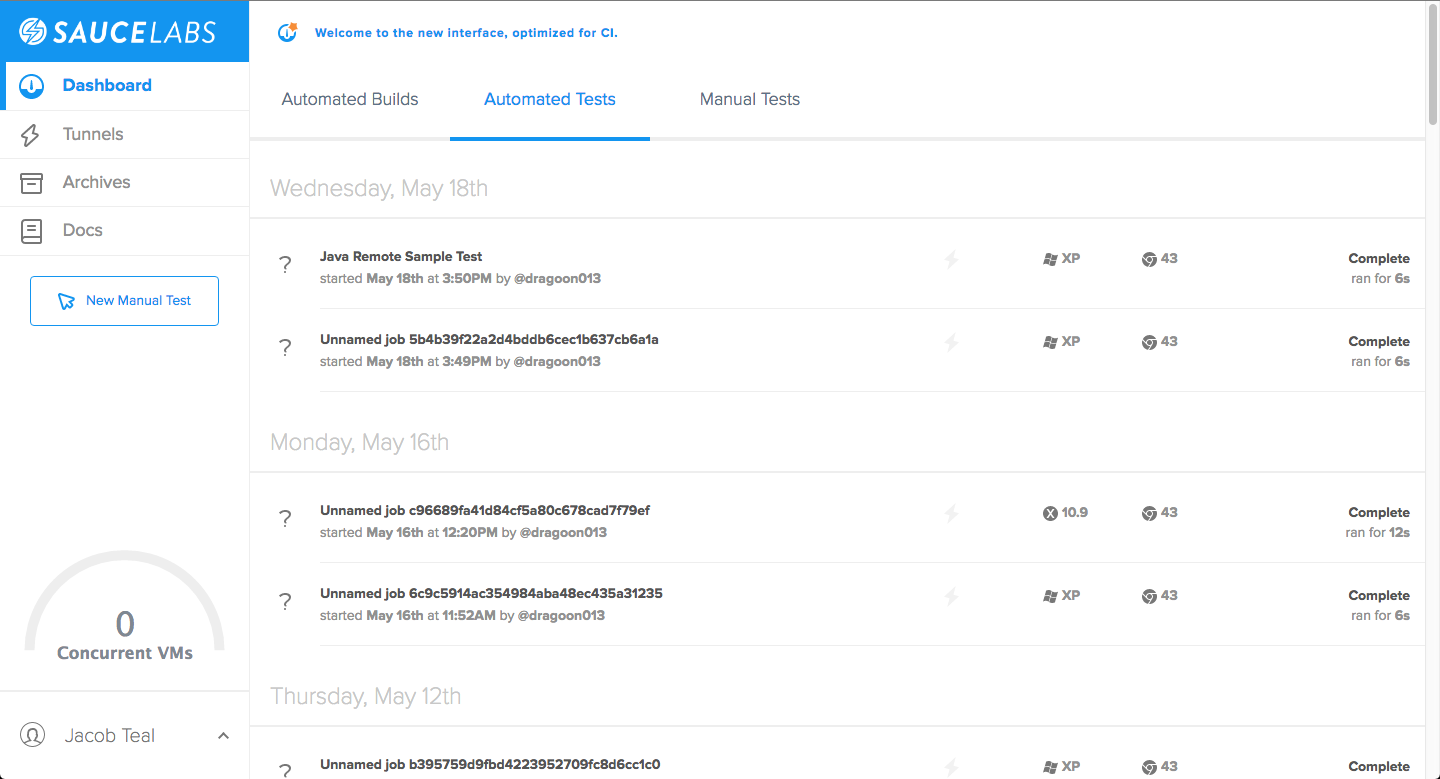 SAUCELABS
Dashboard
Tunnels
Archives
Docs
New Manual Test
0
Concurrent VMs
Jacob Teal
Welcome to the new interface, optimized for CI.
Automated Builds Automated Tests Manual Tests
Wednesday, May 18th
? Java Remote Sample Test XP 43 Complete
started May 18th at 3:50PM by @dragoon013 ran for 6s
? Unnamed job 5b4b39f22a2d4bddb6cec1b637cb6a1a XP 43 Complete
started May 18th at 3:49PM by @dragoon013 ran for 6s
Monday, May 16th
? Unnamed job c96689fa41d84cf5a80c678cad7f79ef X 10.9 43 Complete
started May 16th at 12:20PM by @dragoon013 ran for 12s
? Unnamed job 6c9c5914ac354984aba48ec435a31235 XP 43 Complete
started May 16th at 11:52AM by @dragoon013 ran for 6s
Thursday, May 12th
? Unnamed job b395759d9fbd4223952709fc8d6cc1c0 XP 43 Complete